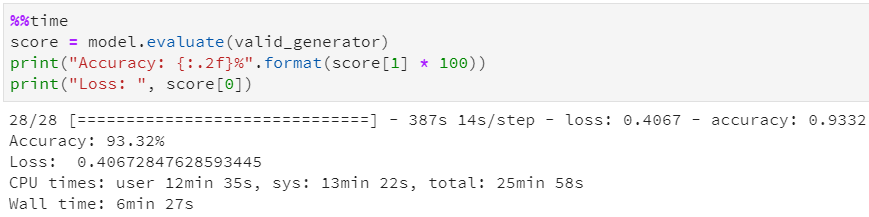 %%time
score = model.evaluate(valid_generator)
print("Accuracy: {:.2f}%".format(score[1] * 100))
print("Loss: ", score[0])
28/28 [==============================] - 387s 14s/step - loss: 0.4067 - accuracy: 0.9332
Accuracy: 93.32%
Loss:  0.40672847628593445
CPU times: user 12min 35s, sys: 13min 22s, total: 25min 58s
Wall time: 6min 27s